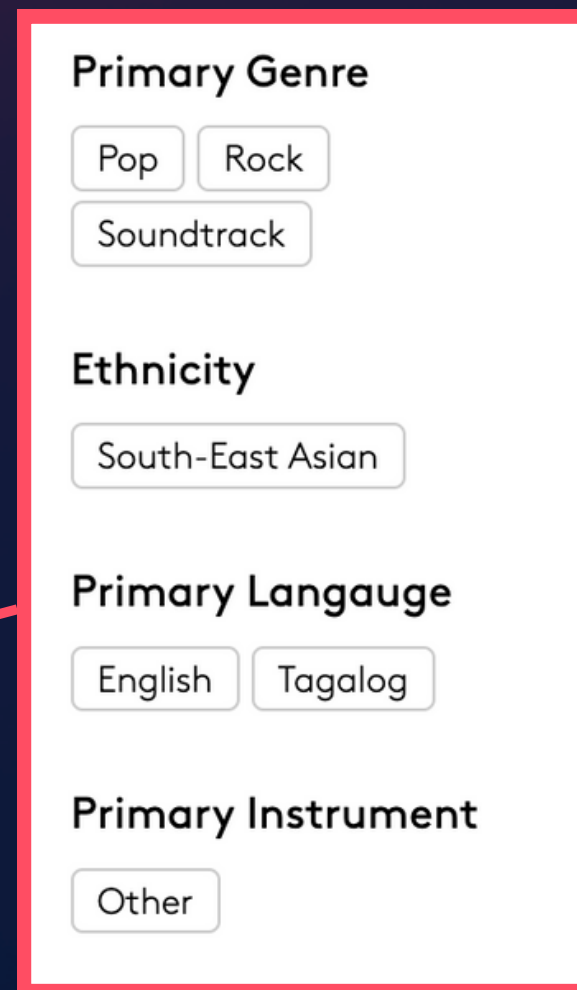 Primary Genre
Pop Rock
Soundtrack
Ethnicity
South-East Asian
Primary Langauge
English Tagalog
Primary Instrument
Other